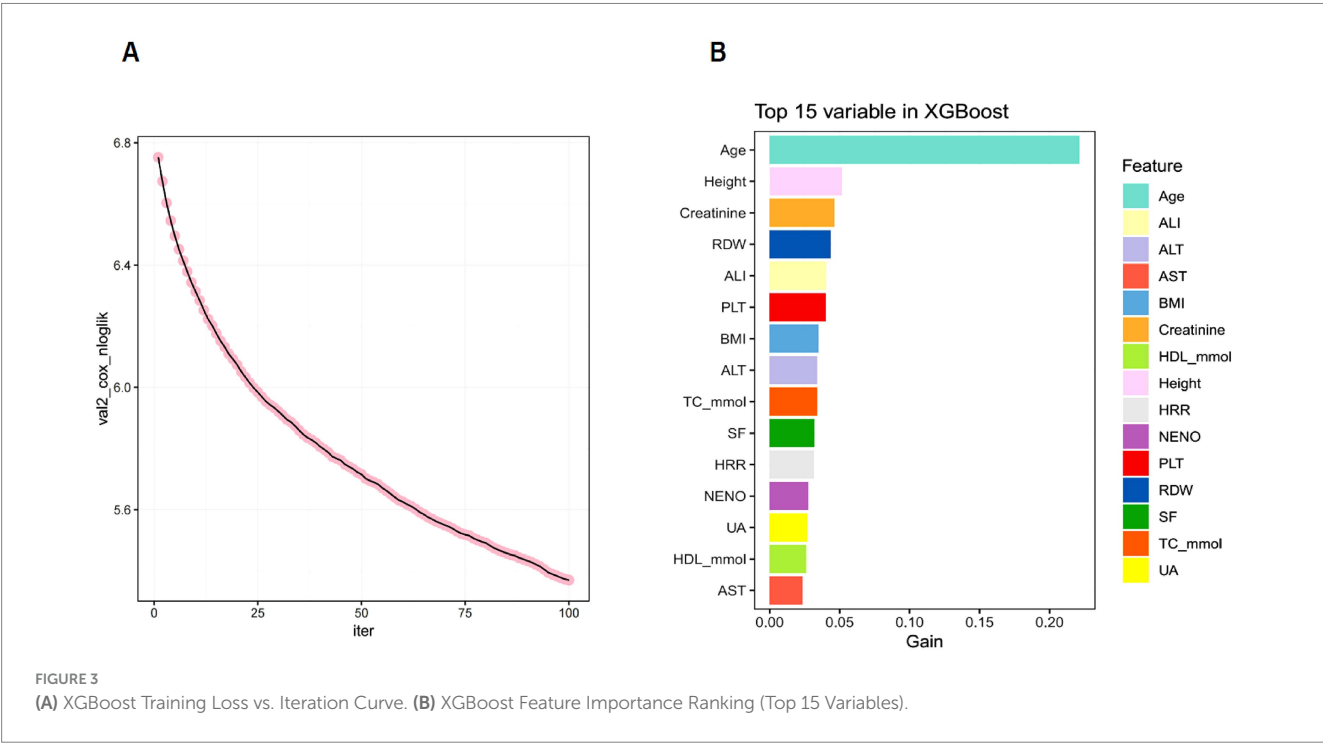 A
6.8
6.4
6.0
5.6
val2_cox_nloglik
0
25
50
75
100
iter
B
Top 15 variable in XGBoost
Age
Height
Creatinine
RDW
ALI
PLT
BMI
ALT
TC_mmol
SF
HRR
NENO
UA
HDL_mmol
AST
0.00
0.05
0.10
0.15
0.20
Gain
Feature
Age
ALI
ALT
AST
BMI
Creatinine
HDL_mmol
Height
HRR
NENO
PLT
RDW
SF
TC_mmol
UA
FIGURE 3
(A) XGBoost Training Loss vs. Iteration Curve. (B) XGBoost Feature Importance Ranking (Top 15 Variables).